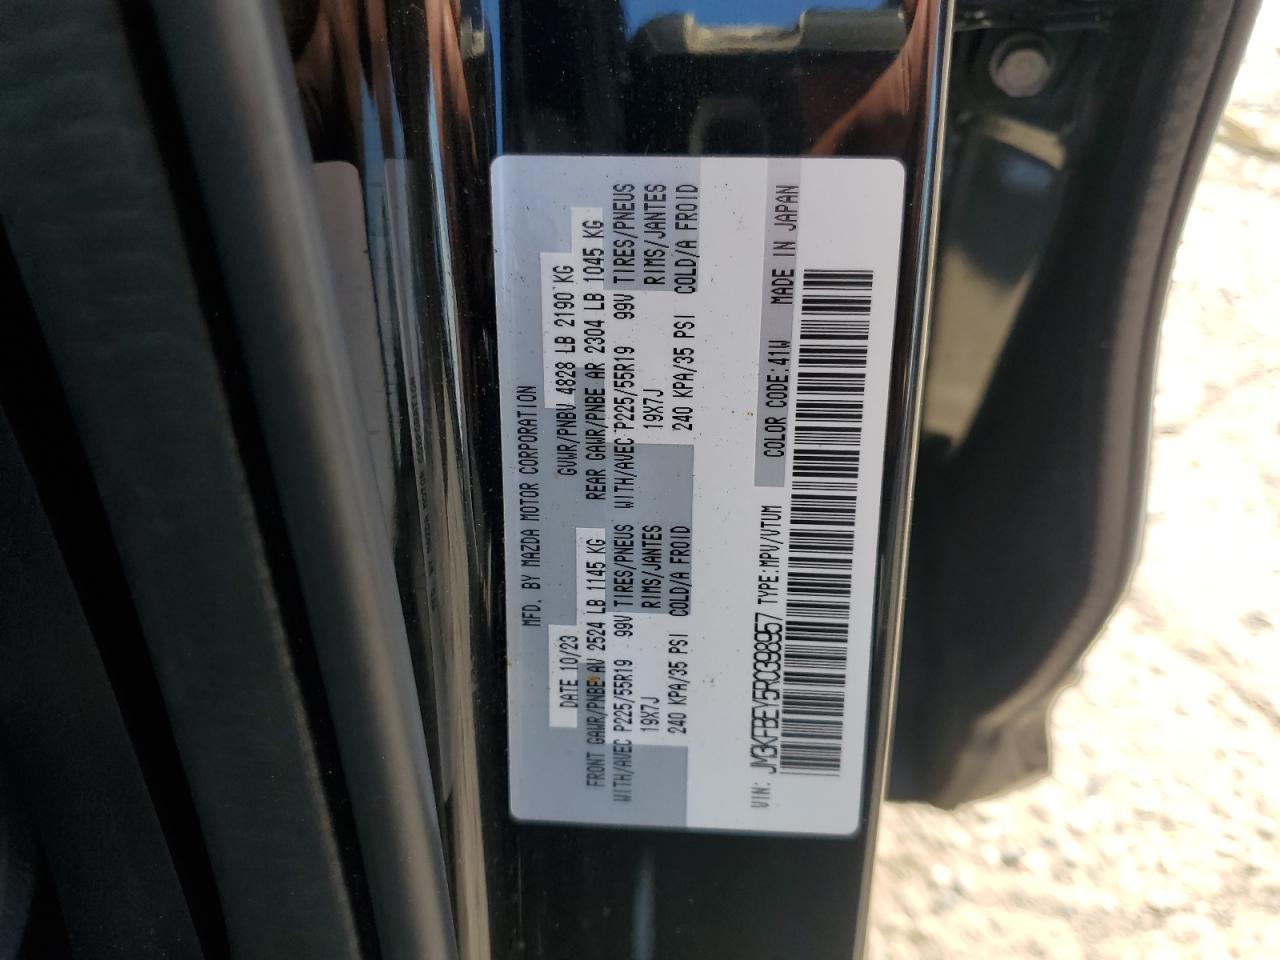 MFD. BY MAZDA MOTOR CORPORATION
DATE 10/23 GVWR/PNBV 4828 LB 2190 KG
FRONT GAWR/PNBE AV 2524 LB 1145 KG REAR GAWR/PNBE AR 2304 LB 1045 KG
WITH/AVEC P225/55R19 99V TIRES/PNEUS WITH/AVEC P225/55R19 99V TIRES/PNEUS
19X7J RIMS/JANTES 19X7J RIMS/JANTES
240 KPA/35 PSI COLD/A FROID 240 KPA/35 PSI COLD/A FROID
VIN: JM3KFBEY5R0398957 TYPE:MPV/VTUM COLOR CODE:41W MADE IN JAPAN